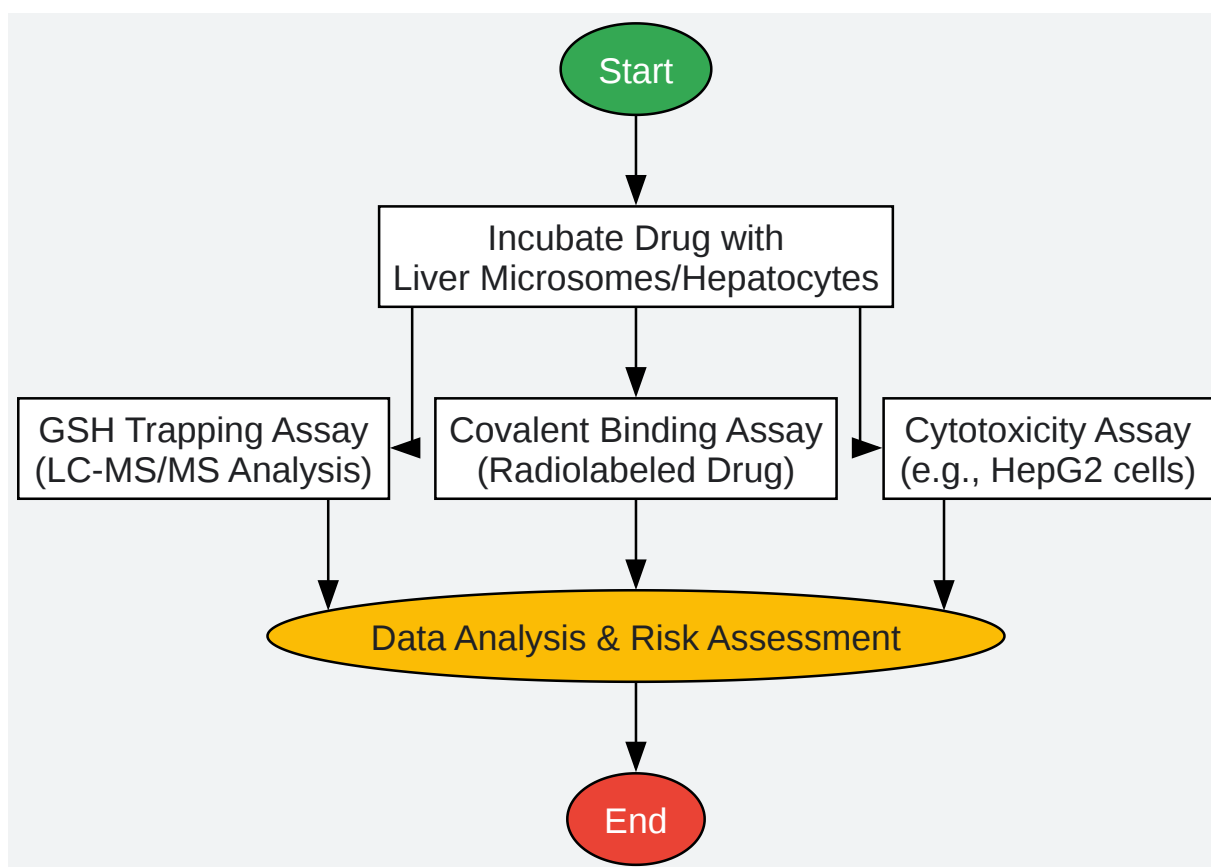 Start
Incubate Drug with
Liver Microsomes/Hepatocytes
GSH Trapping Assay
(LC-MS/MS Analysis)
Covalent Binding Assay
(Radiolabeled Drug)
Cytotoxicity Assay
(e.g., HepG2 cells)
Data Analysis & Risk Assessment
End